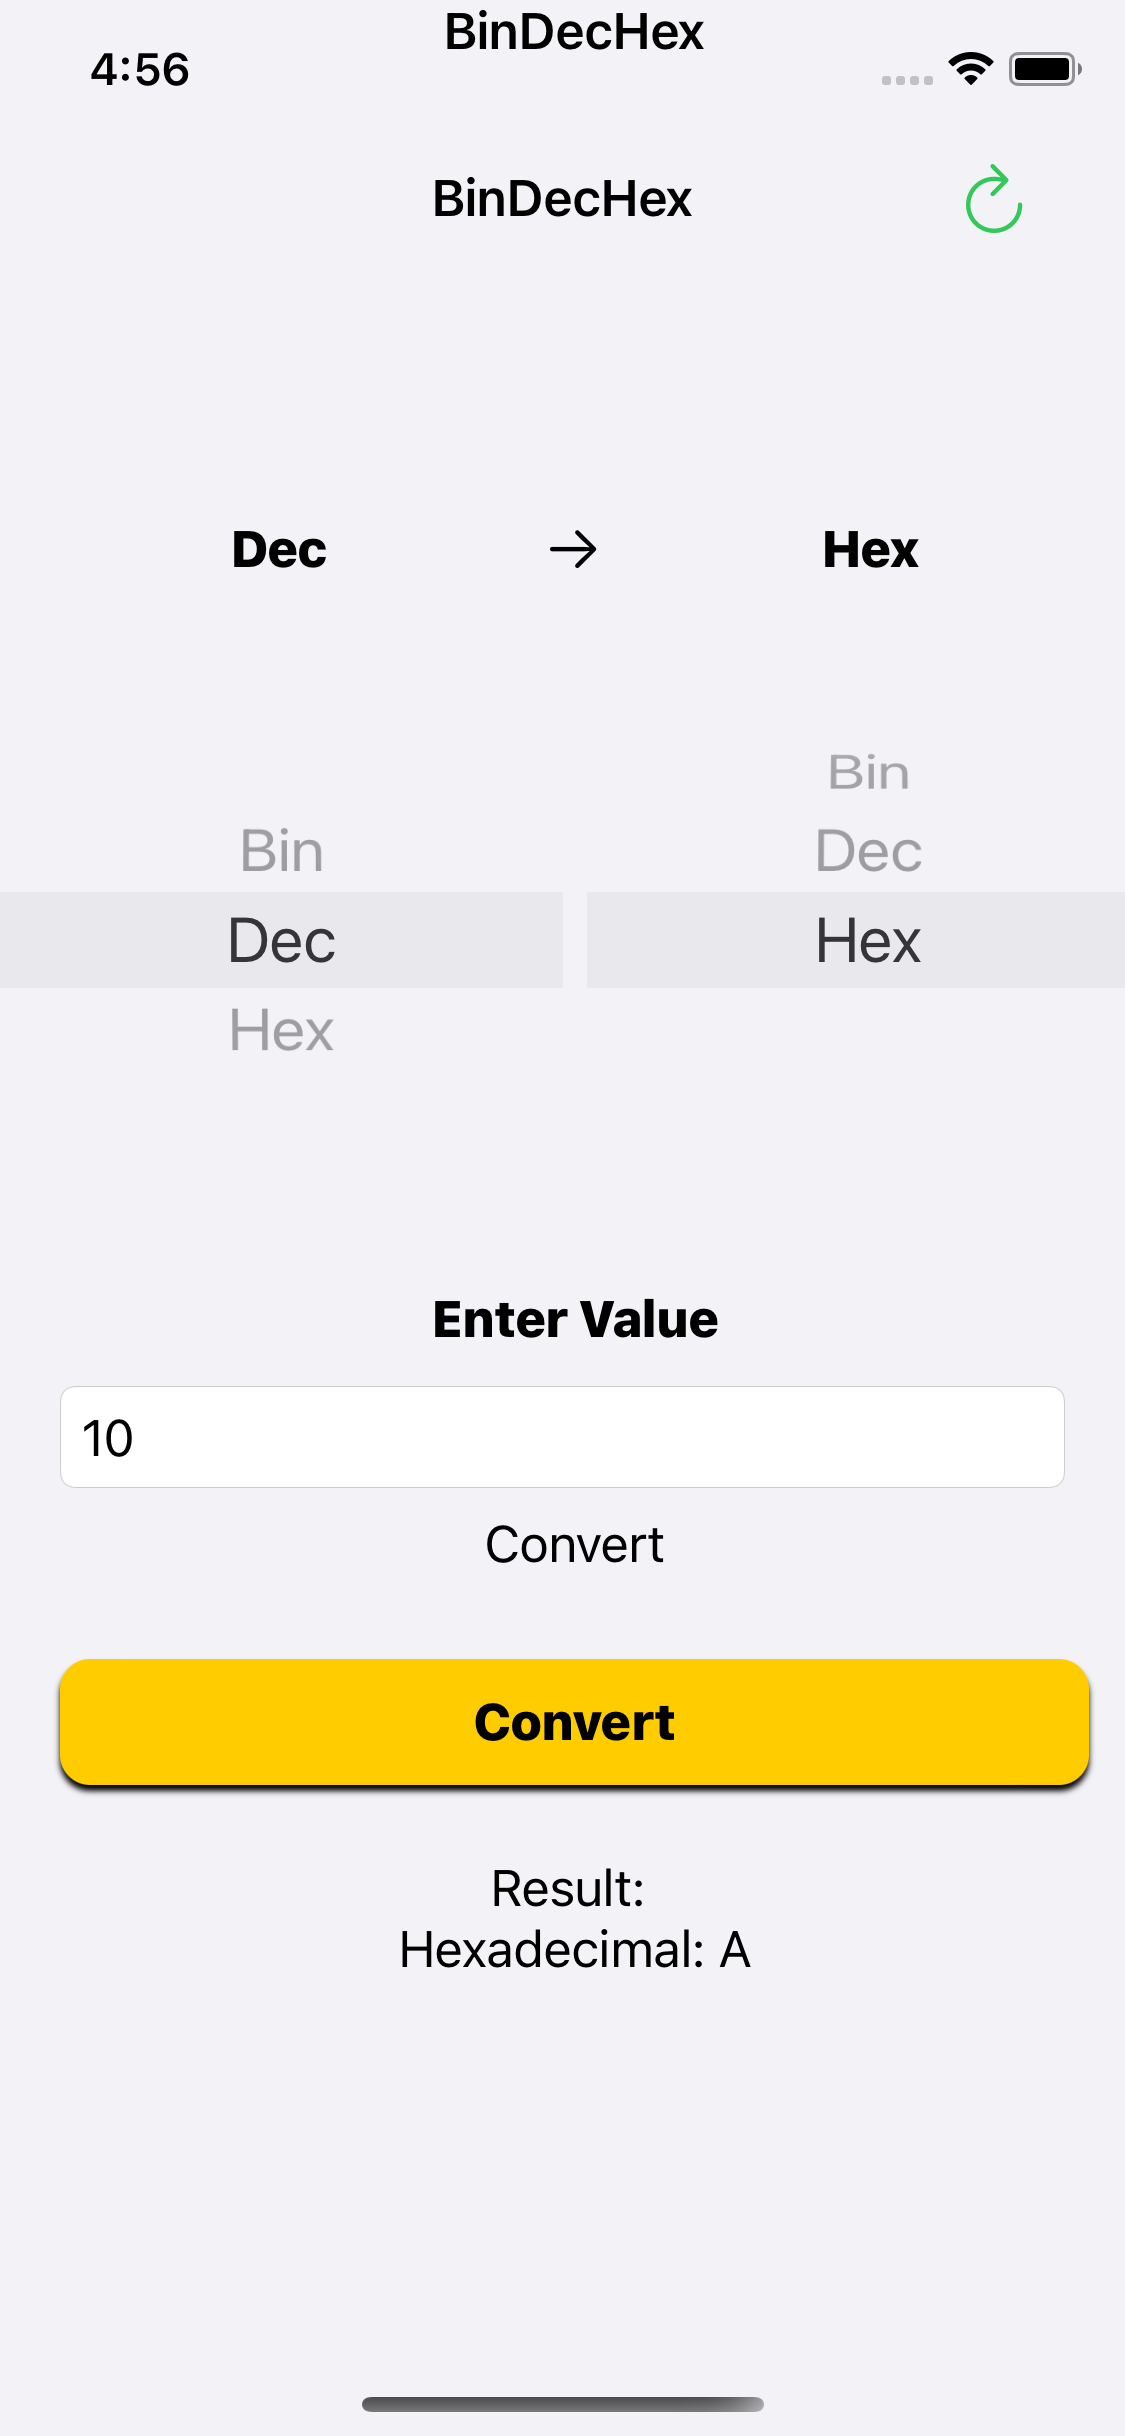 BinDecHex
4:56
BinDecHex
Dec → Hex
Bin
Bin Dec
Dec Hex
Hex
Enter Value
10
Convert
Convert
Result:
Hexadecimal: A